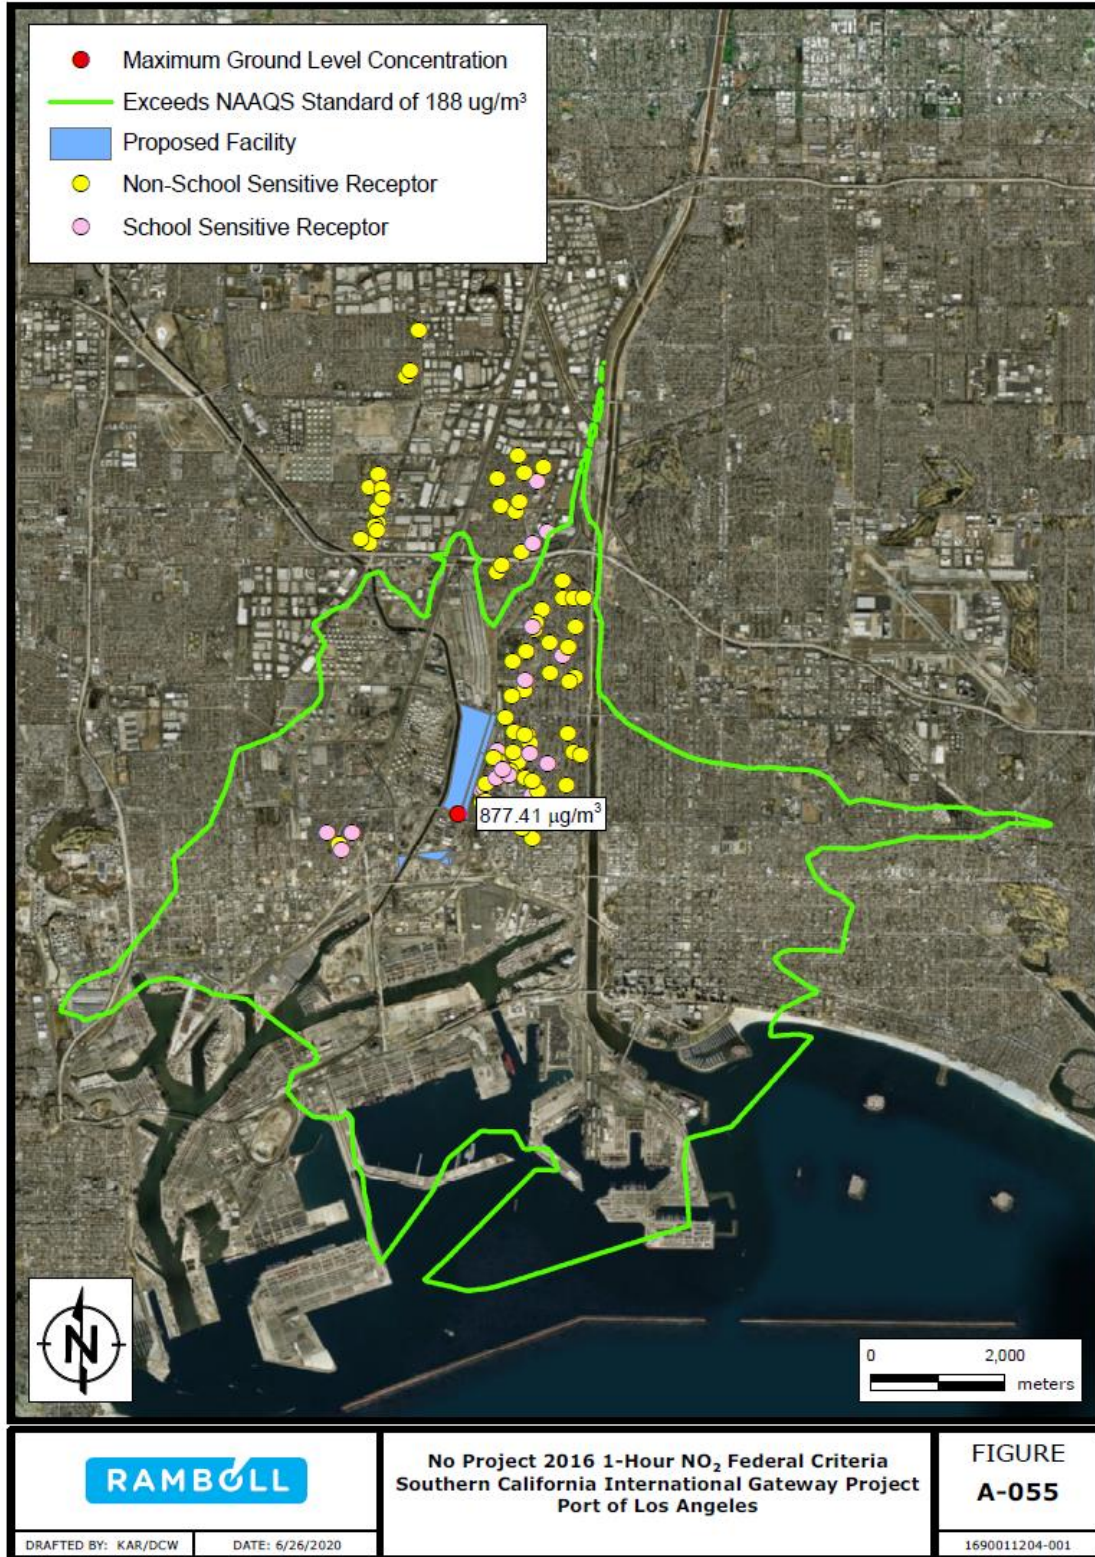 Maximum Ground Level Concentration
Exceeds NAAQS Standard of 188 ug/m³
Proposed Facility
Non-School Sensitive Receptor
School Sensitive Receptor
877.41 µg/m³
N
0 2,000
meters
RAMBOLL
DRAFTED BY: KAR/DCW DATE: 6/26/2020
No Project 2016 1-Hour NO₂ Federal Criteria
Southern California International Gateway Project
Port of Los Angeles
FIGURE
A-055
1690011204-001